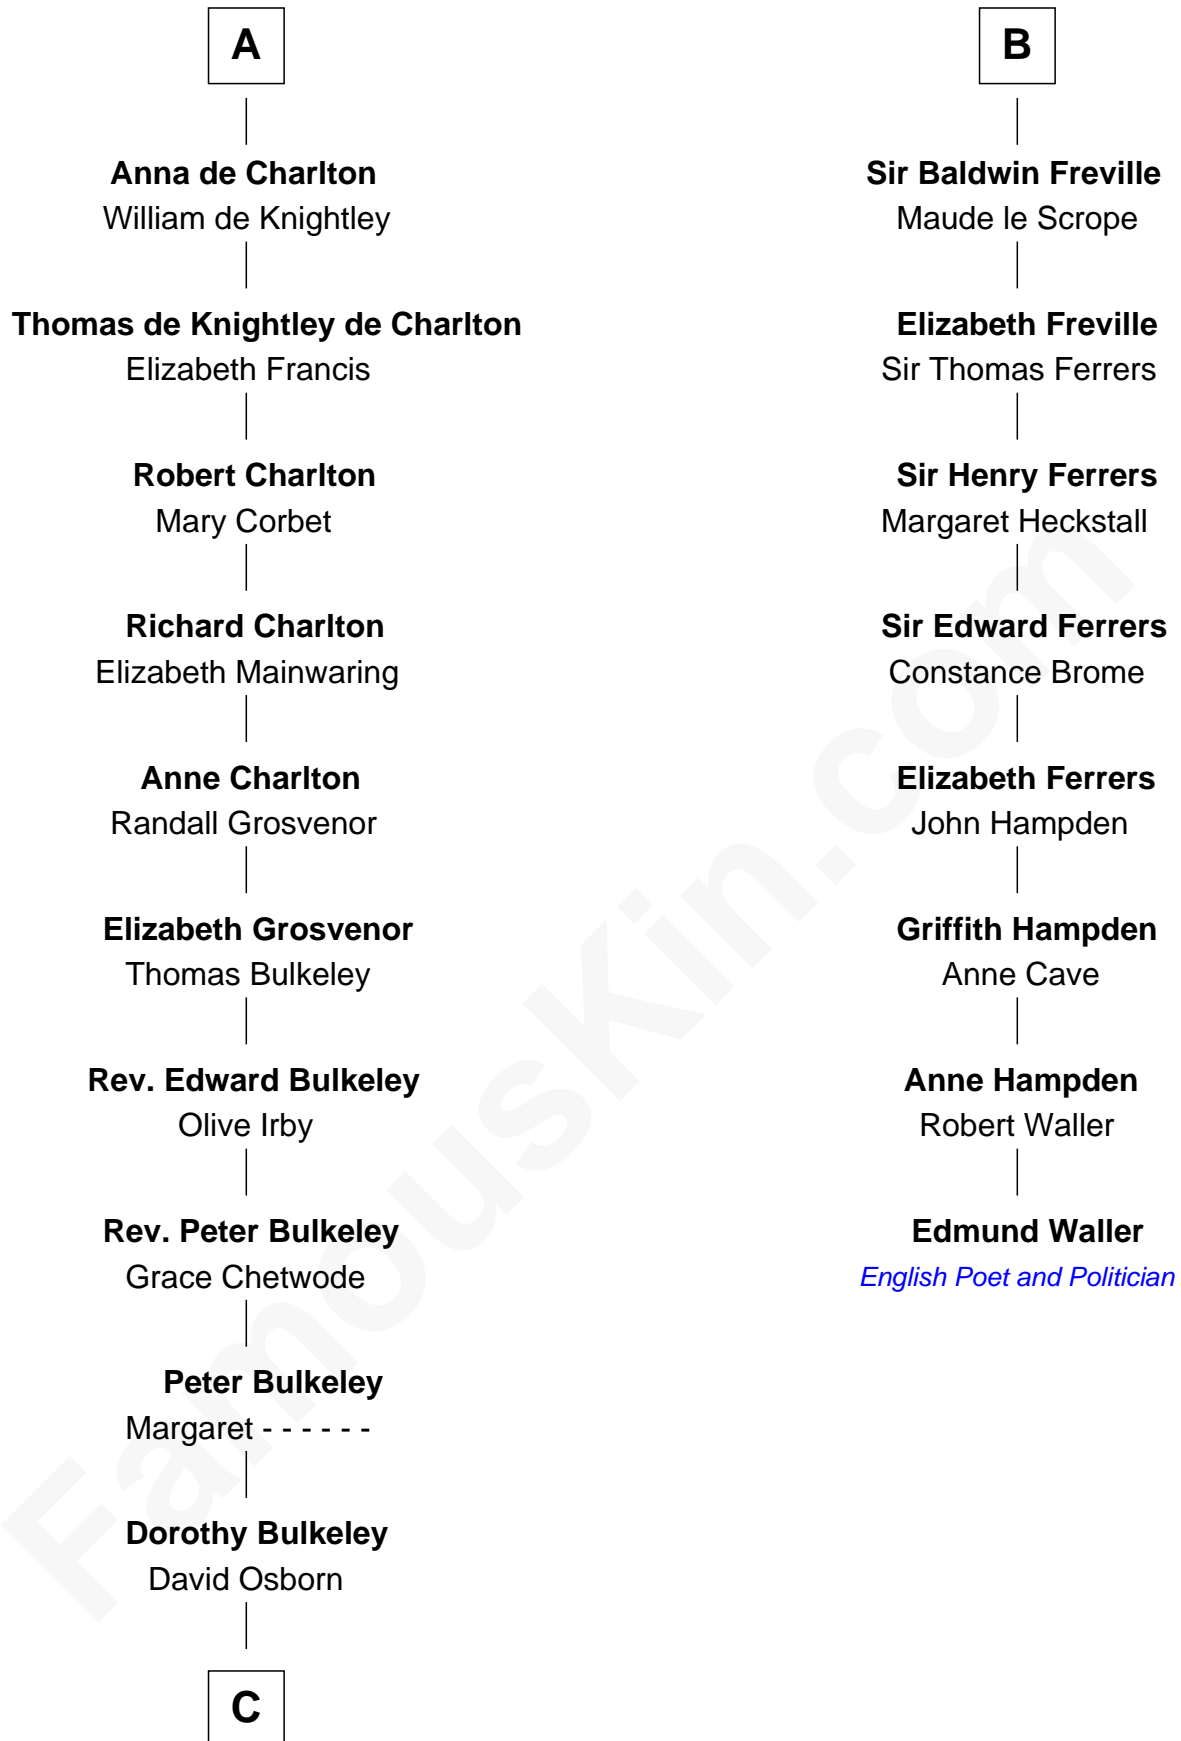 A
Anna de Charlton
William de Knightley
Thomas de Knightley de Charlton
Elizabeth Francis
Robert Charlton
Mary Corbet
Richard Charlton
Elizabeth Mainwaring
Anne Charlton
Randall Grosvenor
Elizabeth Grosvenor
Thomas Bulkeley
Rev. Edward Bulkeley
Olive Irby
Rev. Peter Bulkeley
Grace Chetwode
Peter Bulkeley
Margaret - - - - - -
Dorothy Bulkeley
David Osborn
C
B
Sir Baldwin Freville
Maude le Scrope
Elizabeth Freville
Sir Thomas Ferrers
Sir Henry Ferrers
Margaret Heckstall
Sir Edward Ferrers
Constance Brome
Elizabeth Ferrers
John Hampden
Griffith Hampden
Anne Cave
Anne Hampden
Robert Waller
Edmund Waller
English Poet and Politician
FamousKin.com